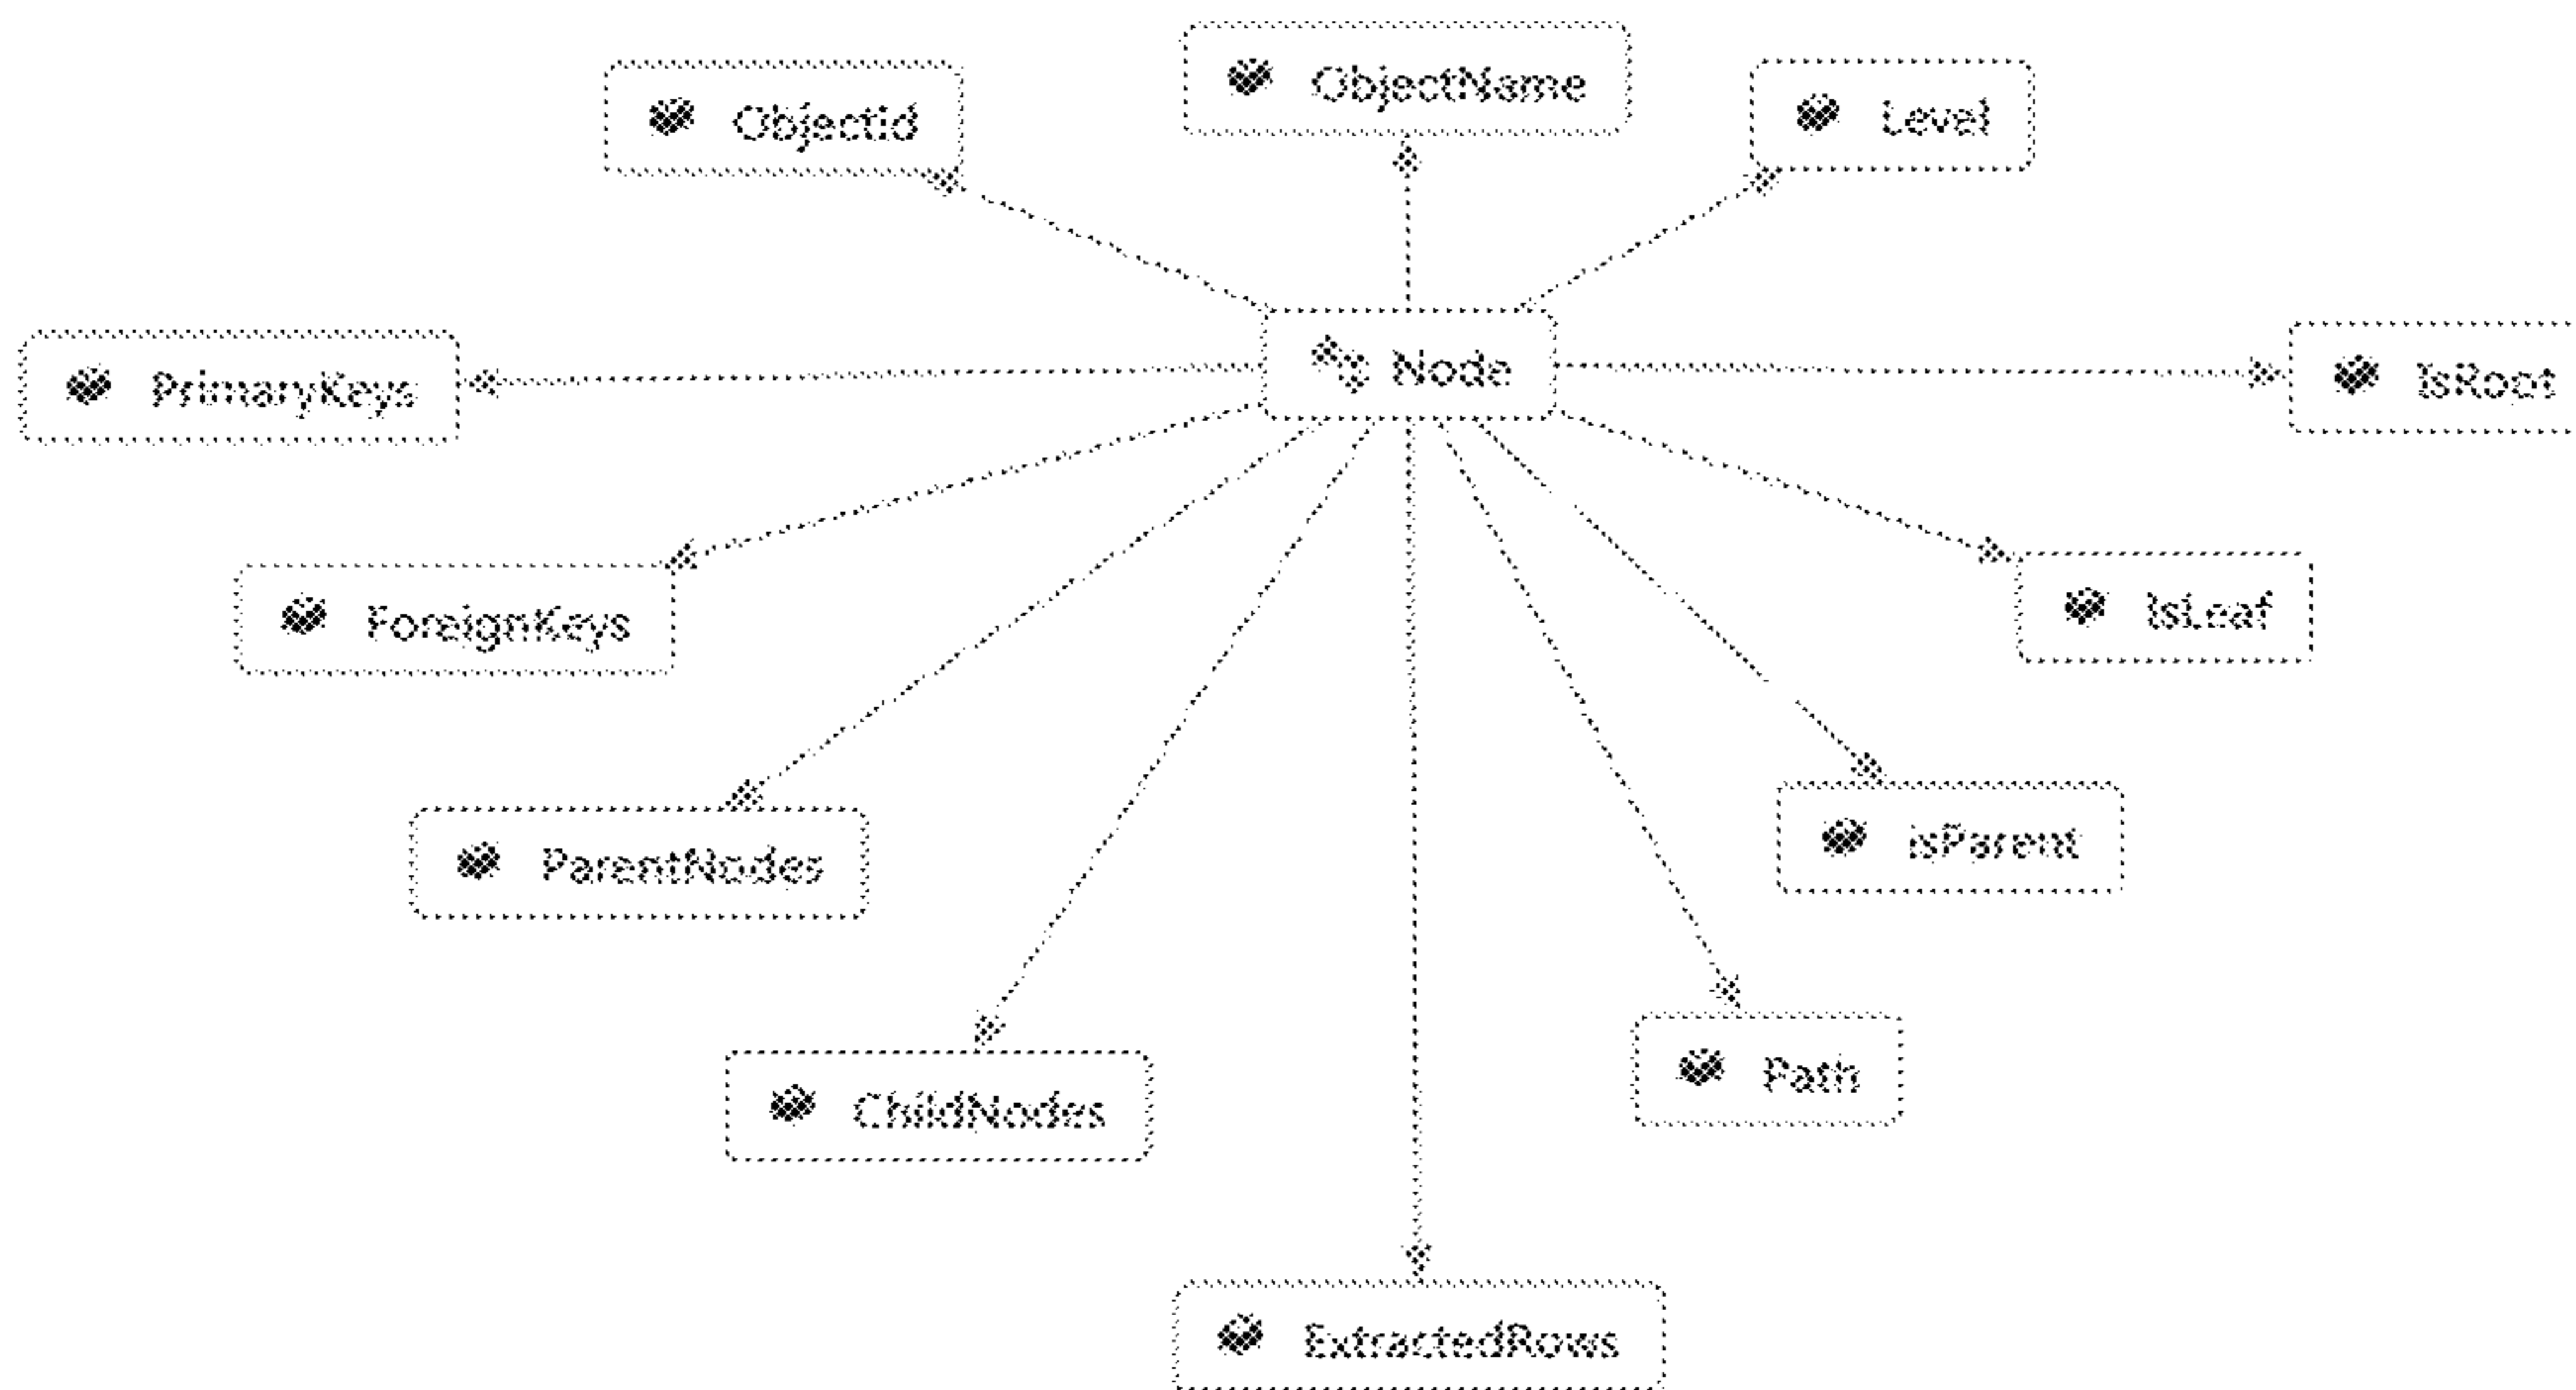 ObjectName
Level
Objectid
Node
PrimaryKeys
IsRoot
ForeignKeys
IsLeaf
ParentNodes
isParent
ChildNodes
Path
ExtractedRows